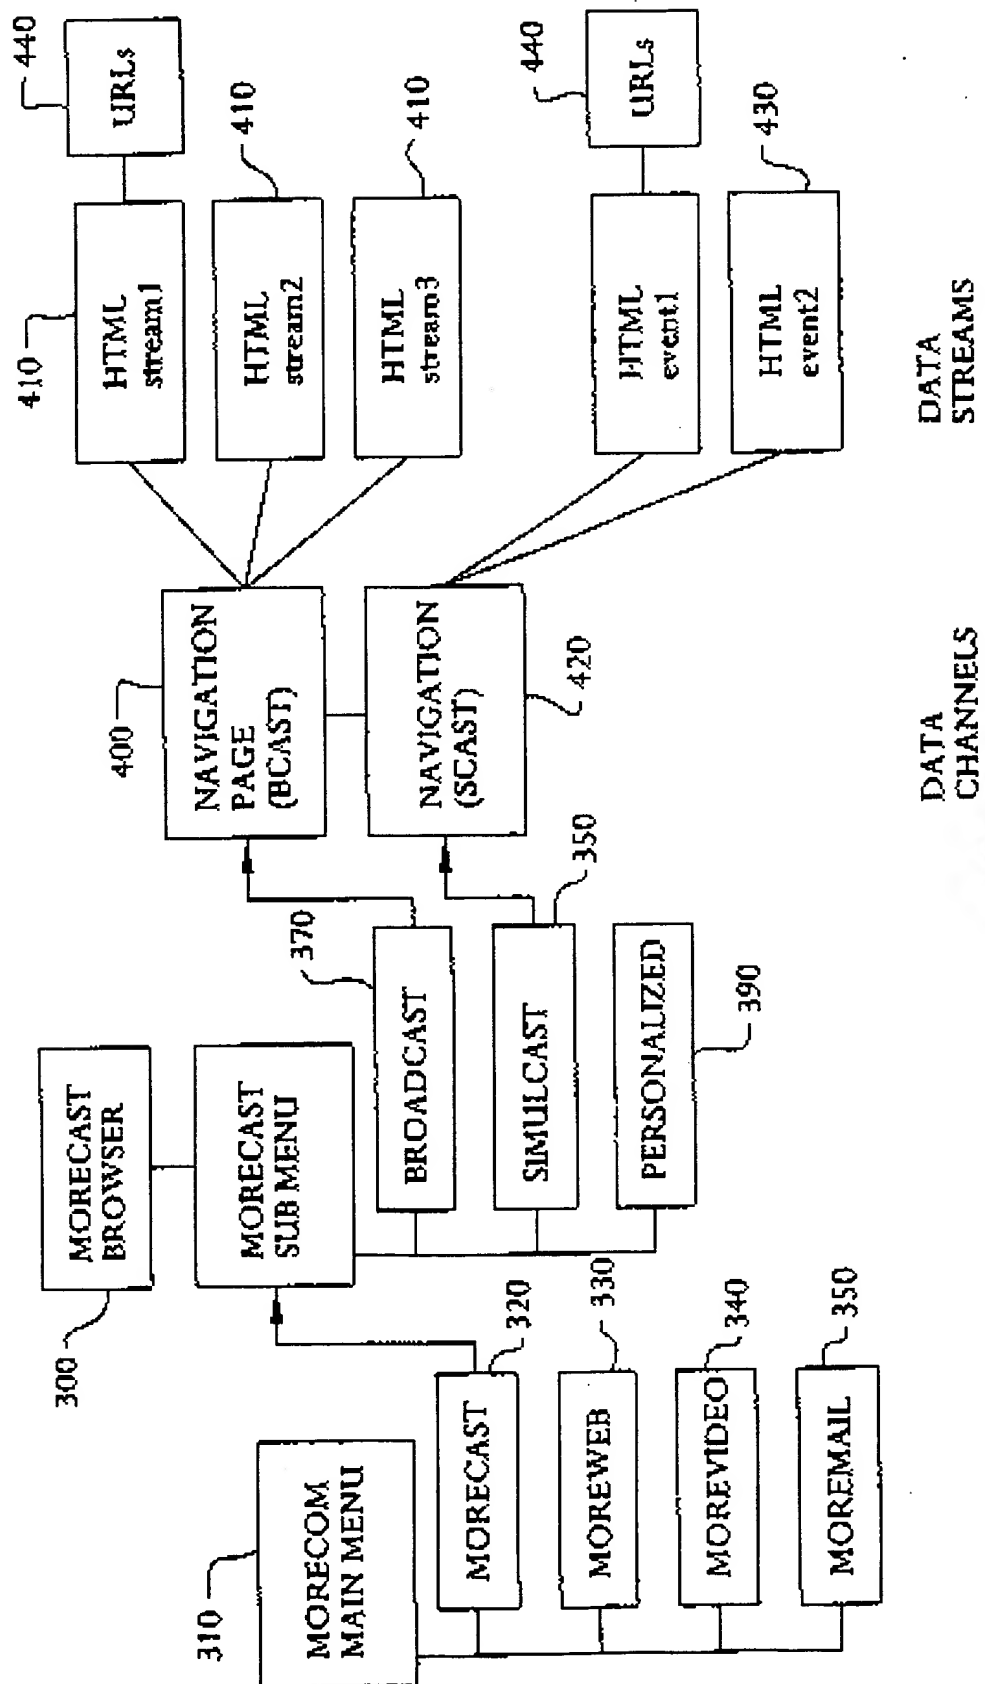 310
MORECOM
MAIN MENU
MORECAST
320
MOREWEB
330
MOREVIDEO
340
MOREMAIL
350
300
MORECAST
BROWSER
MORECAST
SUB MENU
BROADCAST
370
SIMULCAST
350
PERSONALIZED
390
400
NAVIGATION
PAGE
(BCAST)
NAVIGATION
(SCAST)
420
DATA
CHANNELS
410
HTML
stream1
440
URLs
HTML
stream2
410
HTML
stream3
410
HTML
event1
440
URLs
HTML
event2
430
DATA
STREAMS